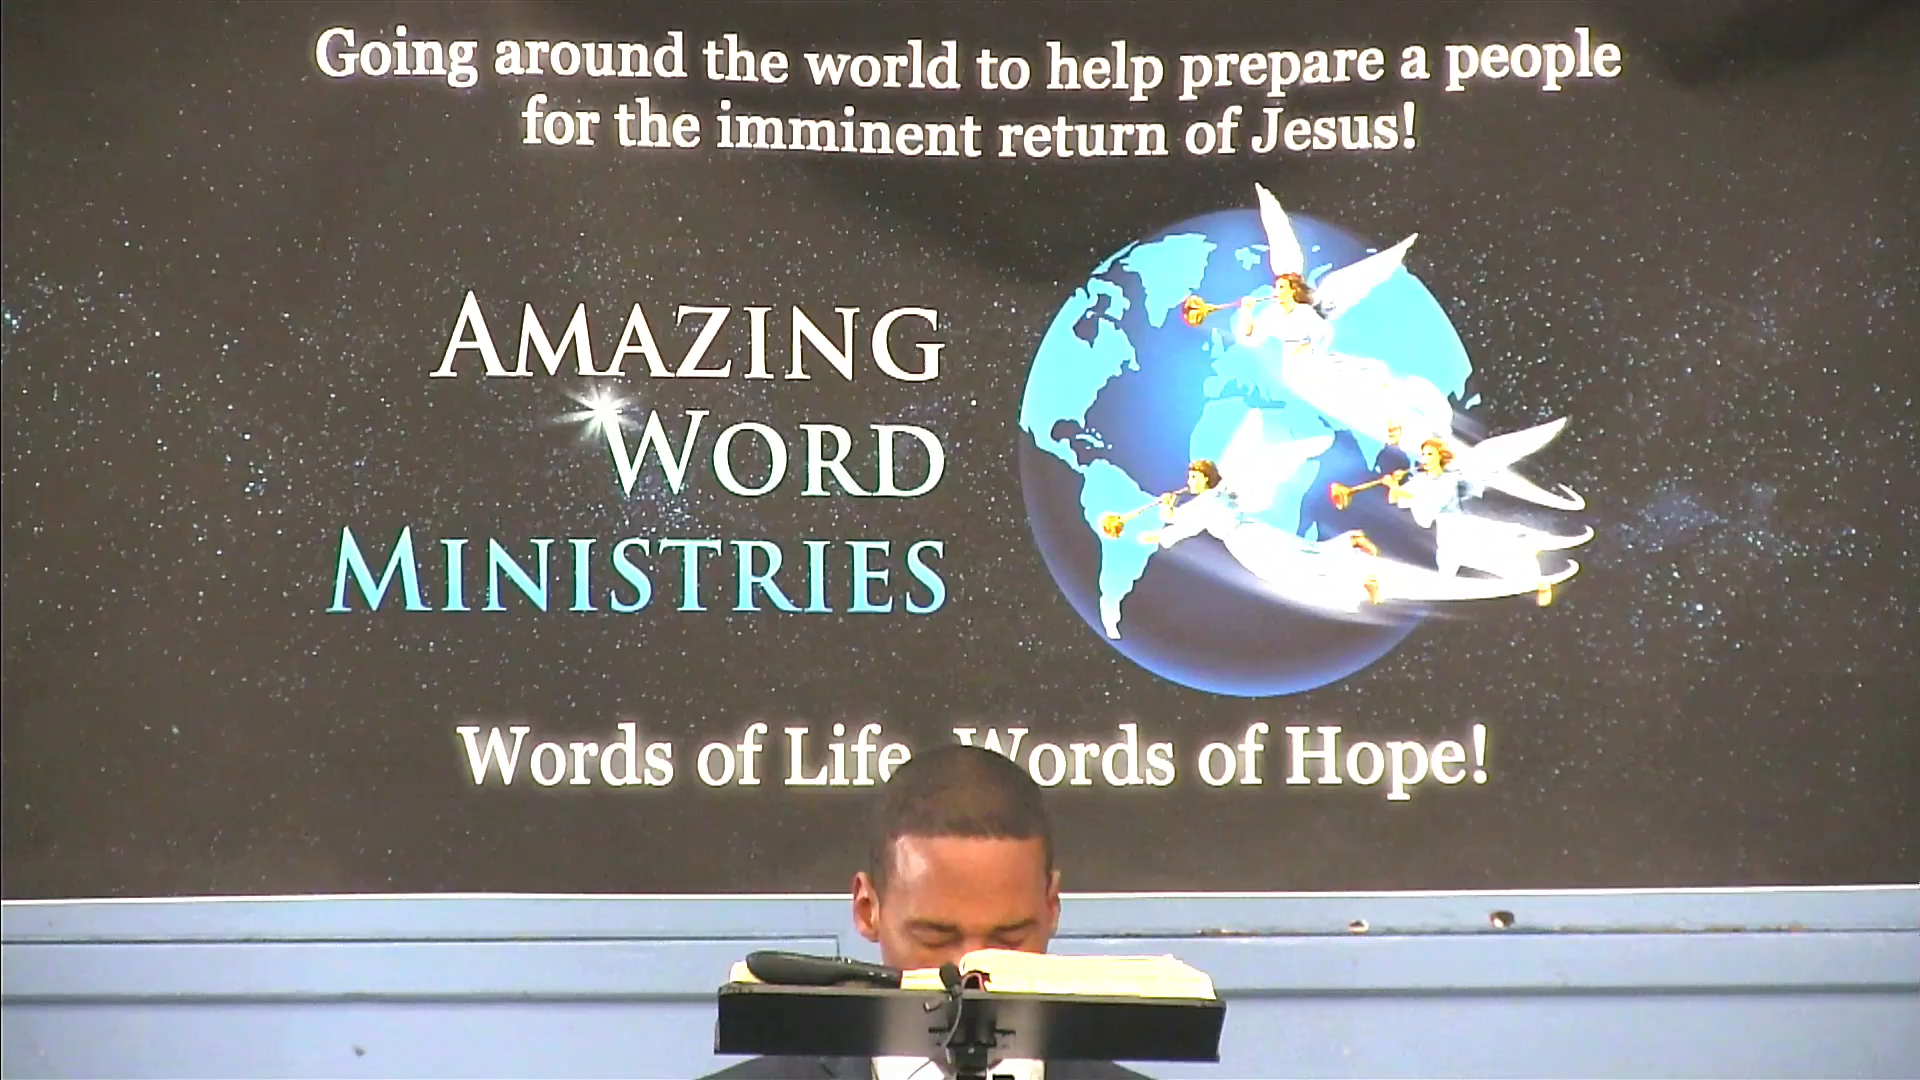 Going around the world to help prepare a people
for the imminent return of Jesus!
AMAZING
WORD
MINISTRIES
Words of Life Words of Hope!